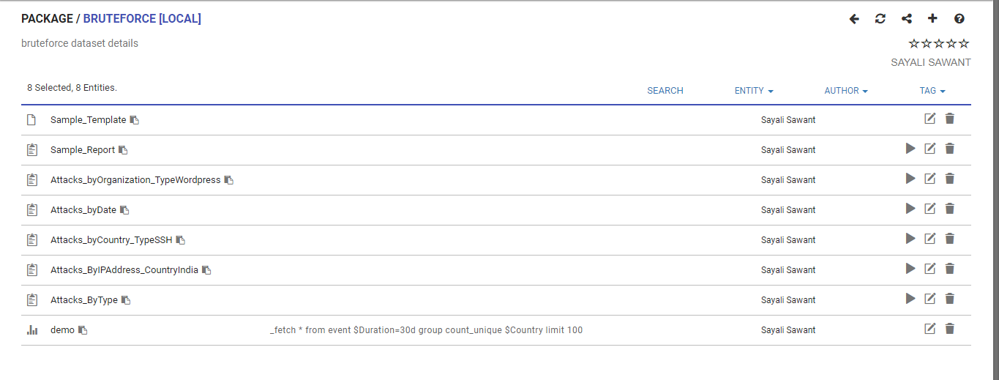 PACKAGE / BRUTEFORCE [LOCAL]
bruteforce dataset details
SAYALI SAWANT
8 Selected, 8 Entities.
SEARCH ENTITY AUTHOR TAG
Sample_Template Sayali Sawant
Sample_Report Sayali Sawant
Attacks_byOrganization_TypeWordpress Sayali Sawant
Attacks_byDate Sayali Sawant
Attacks_byCountry_TypeSSH Sayali Sawant
Attacks_ByIPAddress_CountryIndia Sayali Sawant
Attacks_ByType Sayali Sawant
demo _fetch * from event $Duration=30d group count_unique $Country limit 100 Sayali Sawant